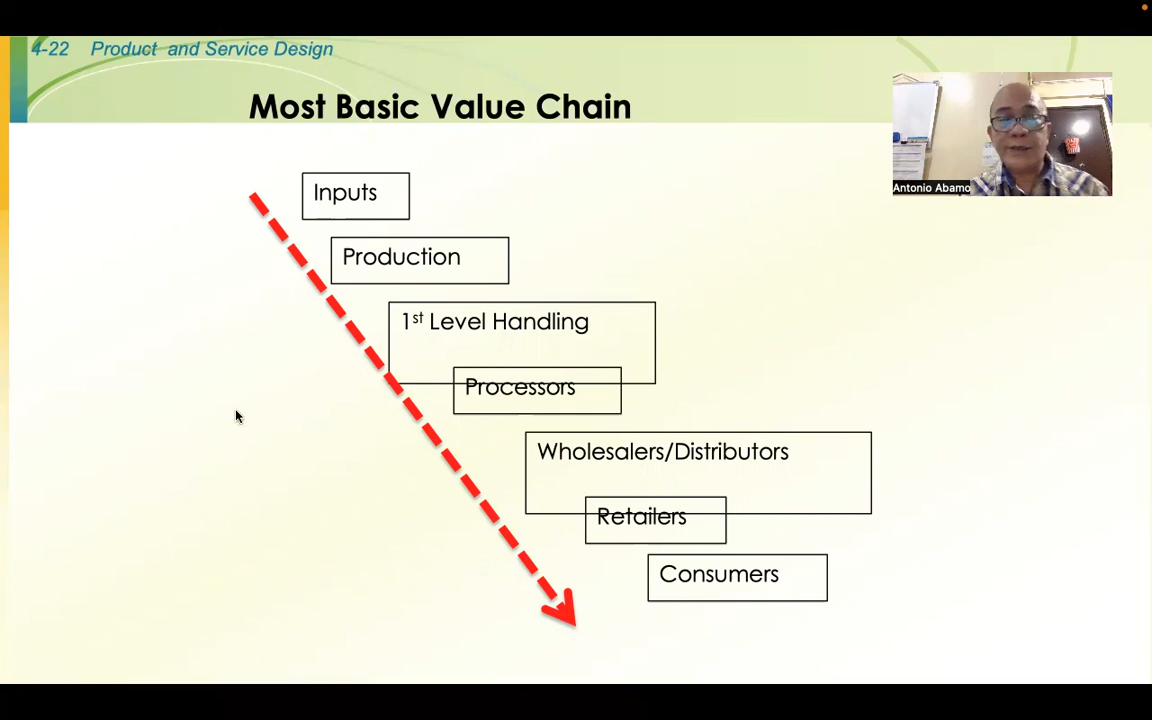 4-22 Product and Service Design
Most Basic Value Chain
Antonio Abamo
Inputs
Production
1st Level Handling
Processors
Wholesalers/Distributors
Retailers
Consumers